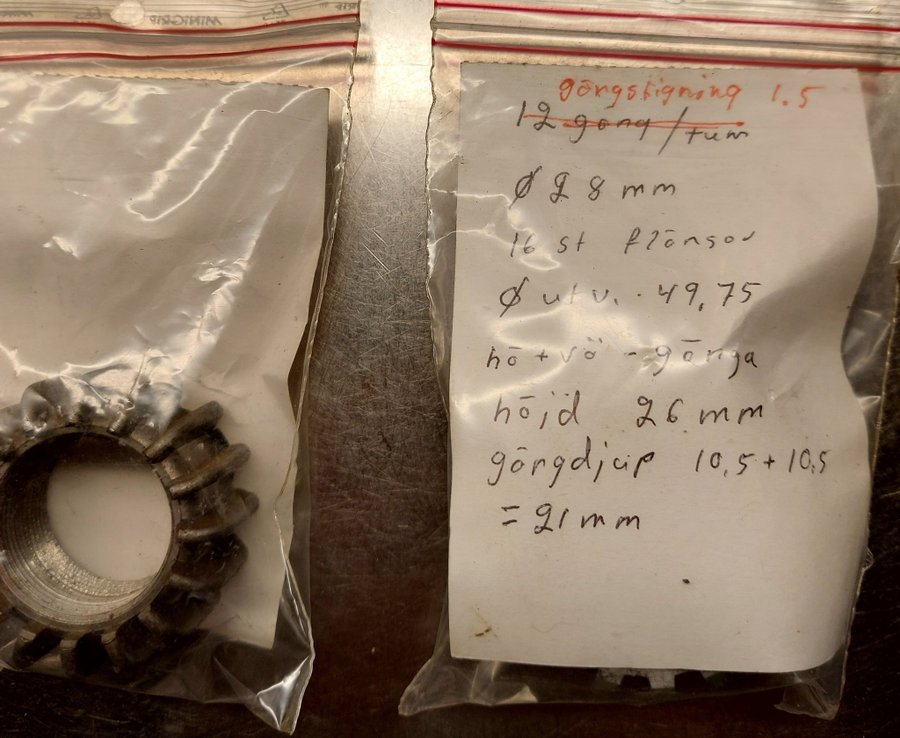 MINIGRIP
gängstigning 1.5
12 gäng/tum
Ø 28 mm
16 st flänsar
Ø utv. 49,75
hö + vä - gänga
höjd 26 mm
gängdjup 10,5 + 10,5
= 21 mm